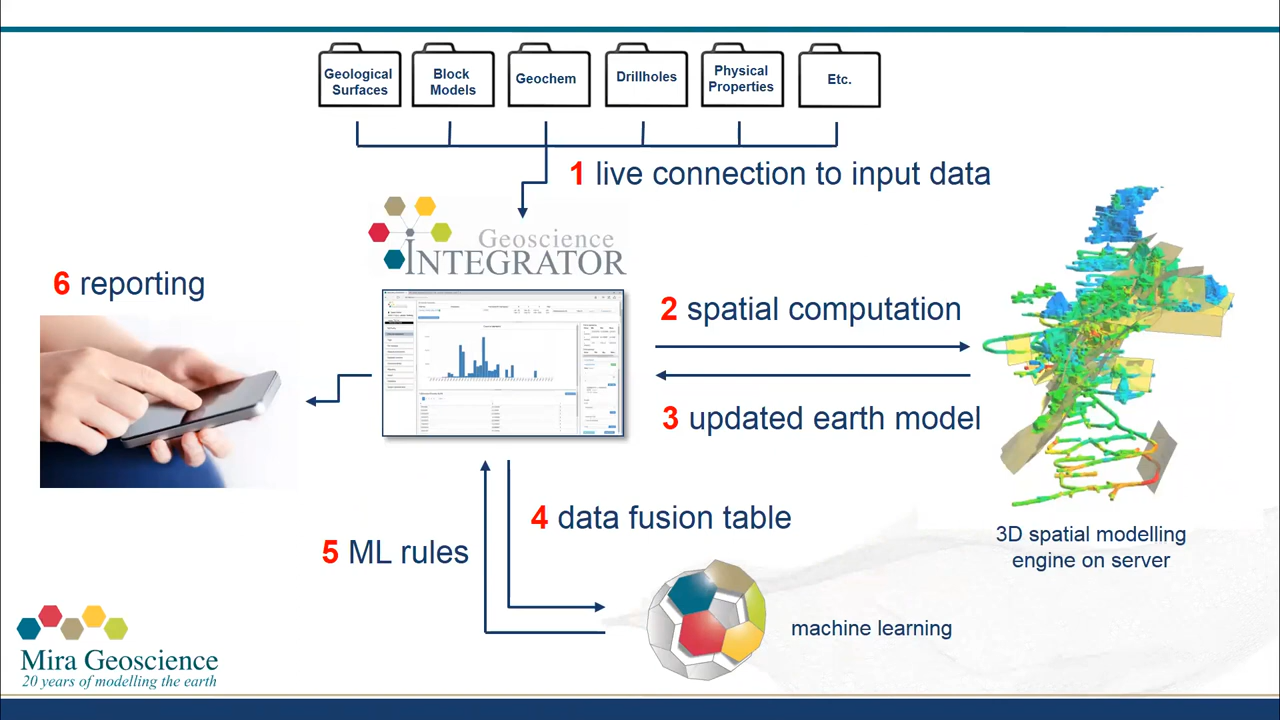 Geological
Surfaces
Block
Models
Geochem
Drillholes
Physical
Properties
Etc.
1 live connection to input data
Geoscience
INTEGRATOR
6 reporting
2 spatial computation
3 updated earth model
4 data fusion table
5 ML rules
3D spatial modelling
engine on server
machine learning
Mira Geoscience
20 years of modelling the earth